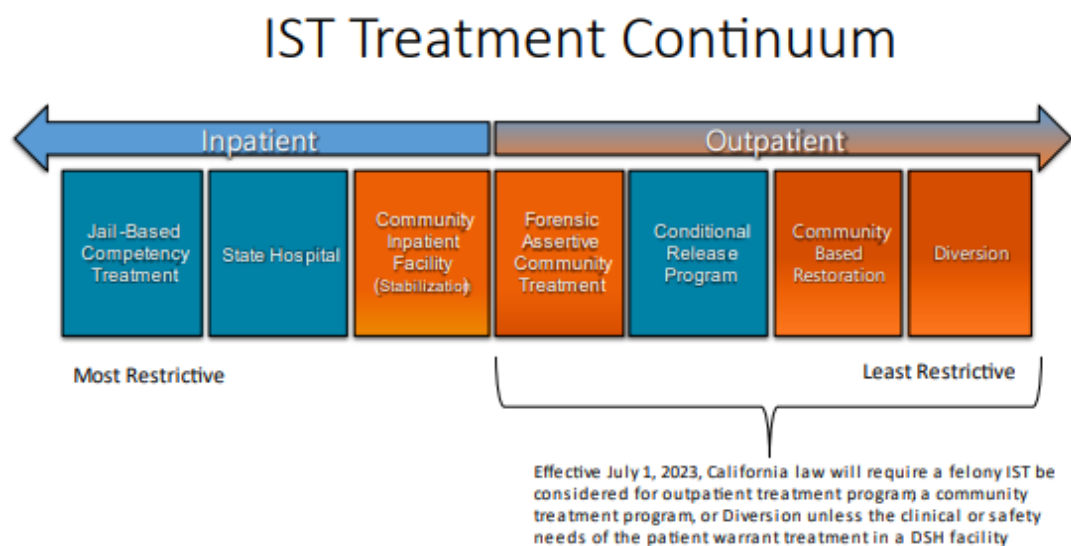 IST Treatment Continuum
Inpatient
Outpatient
Jail-Based
Competency
Treatment
State Hospital
Community
Inpatient
Facility
(Stabilization)
Forensic
Assertive
Community
Treatment
Conditional
Release
Program
Community
Based
Restoration
Diversion
Most Restrictive
Least Restrictive
Effective July 1, 2023, California law will require a felony IST be
considered for outpatient treatment program, a community
treatment program, or Diversion unless the clinical or safety
needs of the patient warrant treatment in a DSH facility